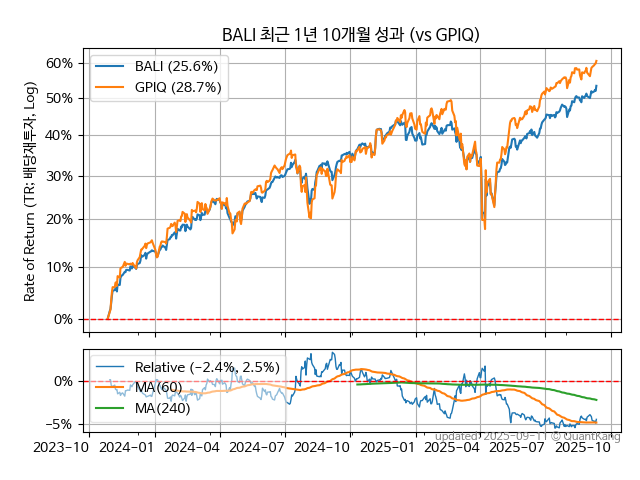 BALI 최근 1년 10개월 성과 (vs GPIQ)
Rate of Return (TR; 배당재투자, Log)
60%
50%
40%
30%
20%
10%
0%
BALI (25.6%)
GPIQ (28.7%)
0%
−5%
Relative (−2.4%, 2.5%)
MA(60)
MA(240)
updated: 2025-09-11 © QuantKang
2023-10 2024-01 2024-04 2024-07 2024-10 2025-01 2025-04 2025-07 2025-10